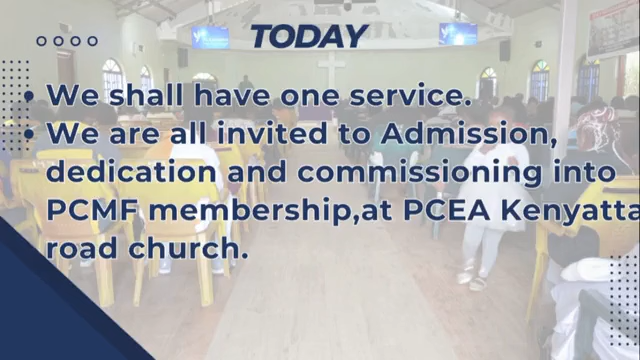 TODAY
• We shall have one service.
• We are all invited to Admission,
dedication and commissioning into
PCMF membership,at PCEA Kenyatta
road church.